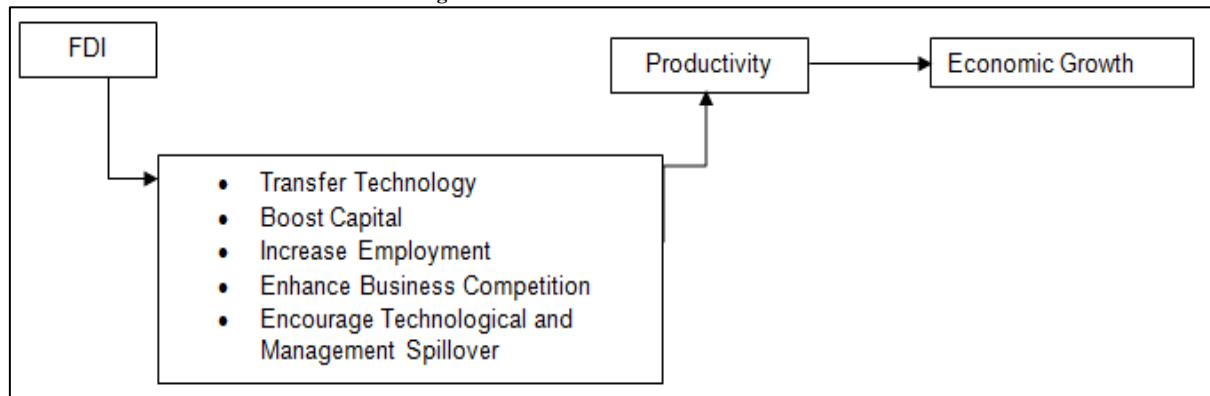 FDI
Productivity
Economic Growth
• Transfer Technology
• Boost Capital
• Increase Employment
• Enhance Business Competition
• Encourage Technological and
Management Spillover